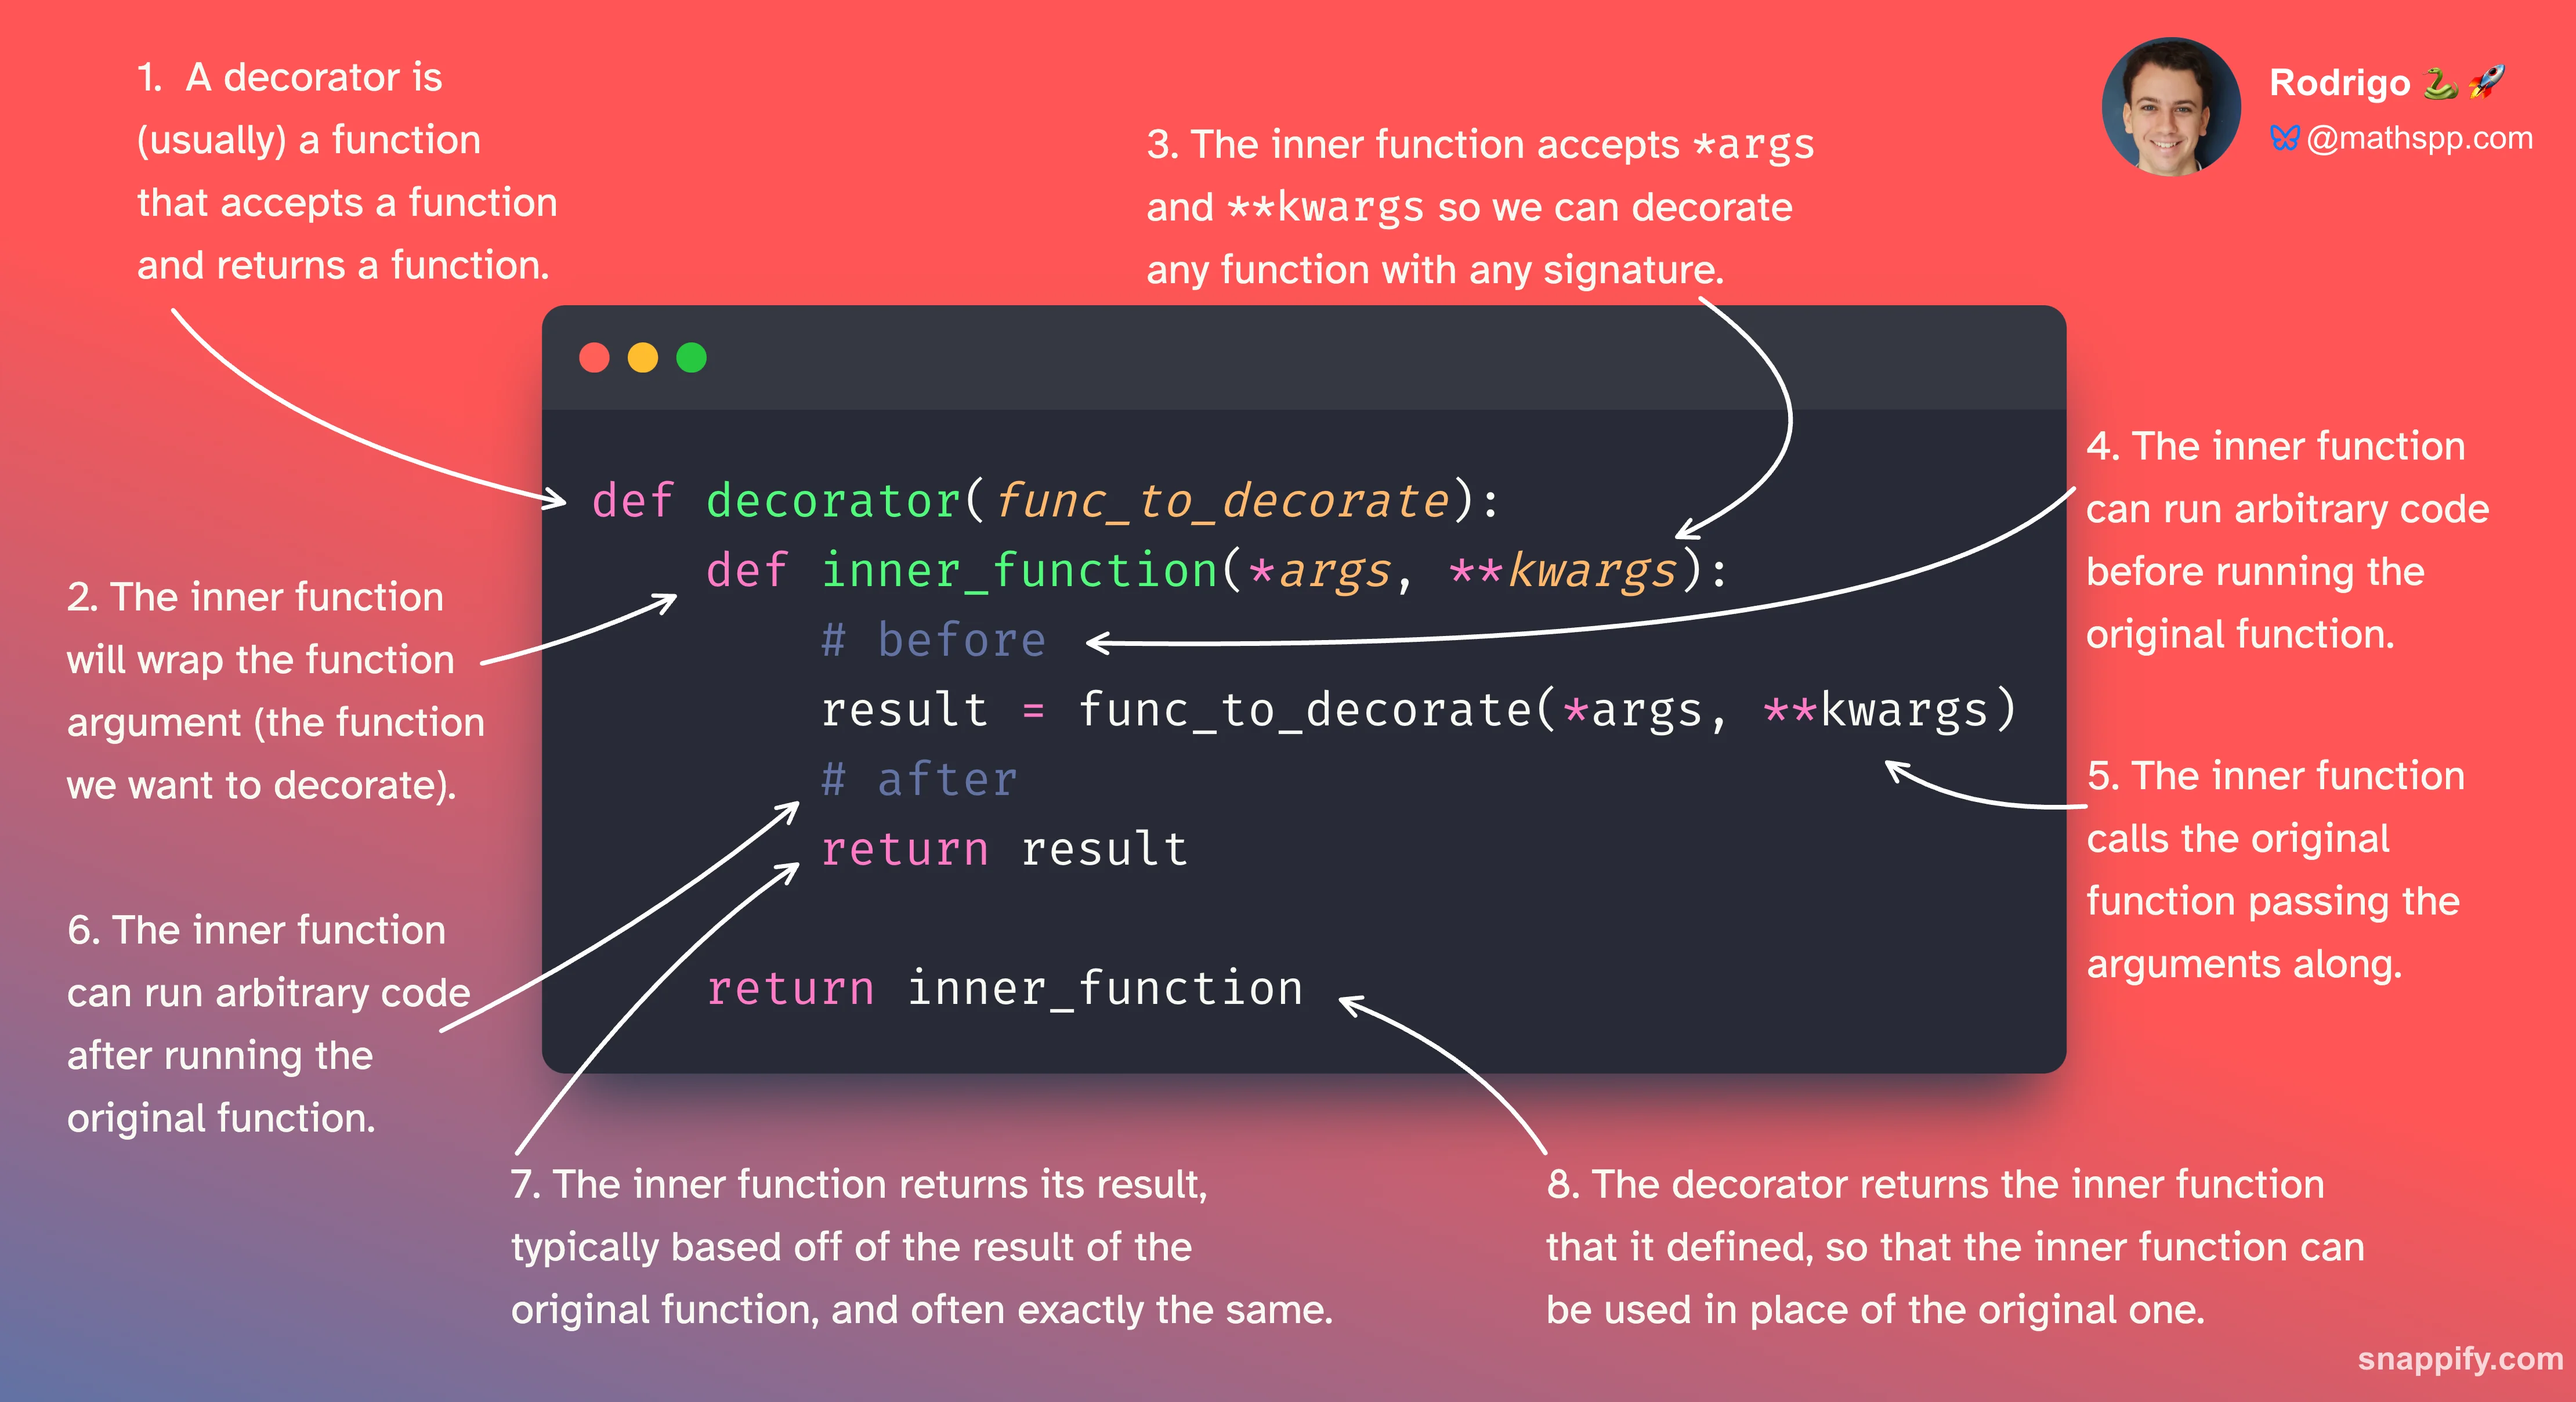 1. A decorator is
(usually) a function
that accepts a function
and returns a function.
3. The inner function accepts *args
and **kwargs so we can decorate
any function with any signature.
Rodrigo 🐍 🚀
@mathspp.com
def decorator(func_to_decorate):
    def inner_function(*args, **kwargs):
        # before
        result = func_to_decorate(*args, **kwargs)
        # after
        return result
    return inner_function
2. The inner function
will wrap the function
argument (the function
we want to decorate).
4. The inner function
can run arbitrary code
before running the
original function.
5. The inner function
calls the original
function passing the
arguments along.
6. The inner function
can run arbitrary code
after running the
original function.
7. The inner function returns its result,
typically based off of the result of the
original function, and often exactly the same.
8. The decorator returns the inner function
that it defined, so that the inner function can
be used in place of the original one.
snappify.com